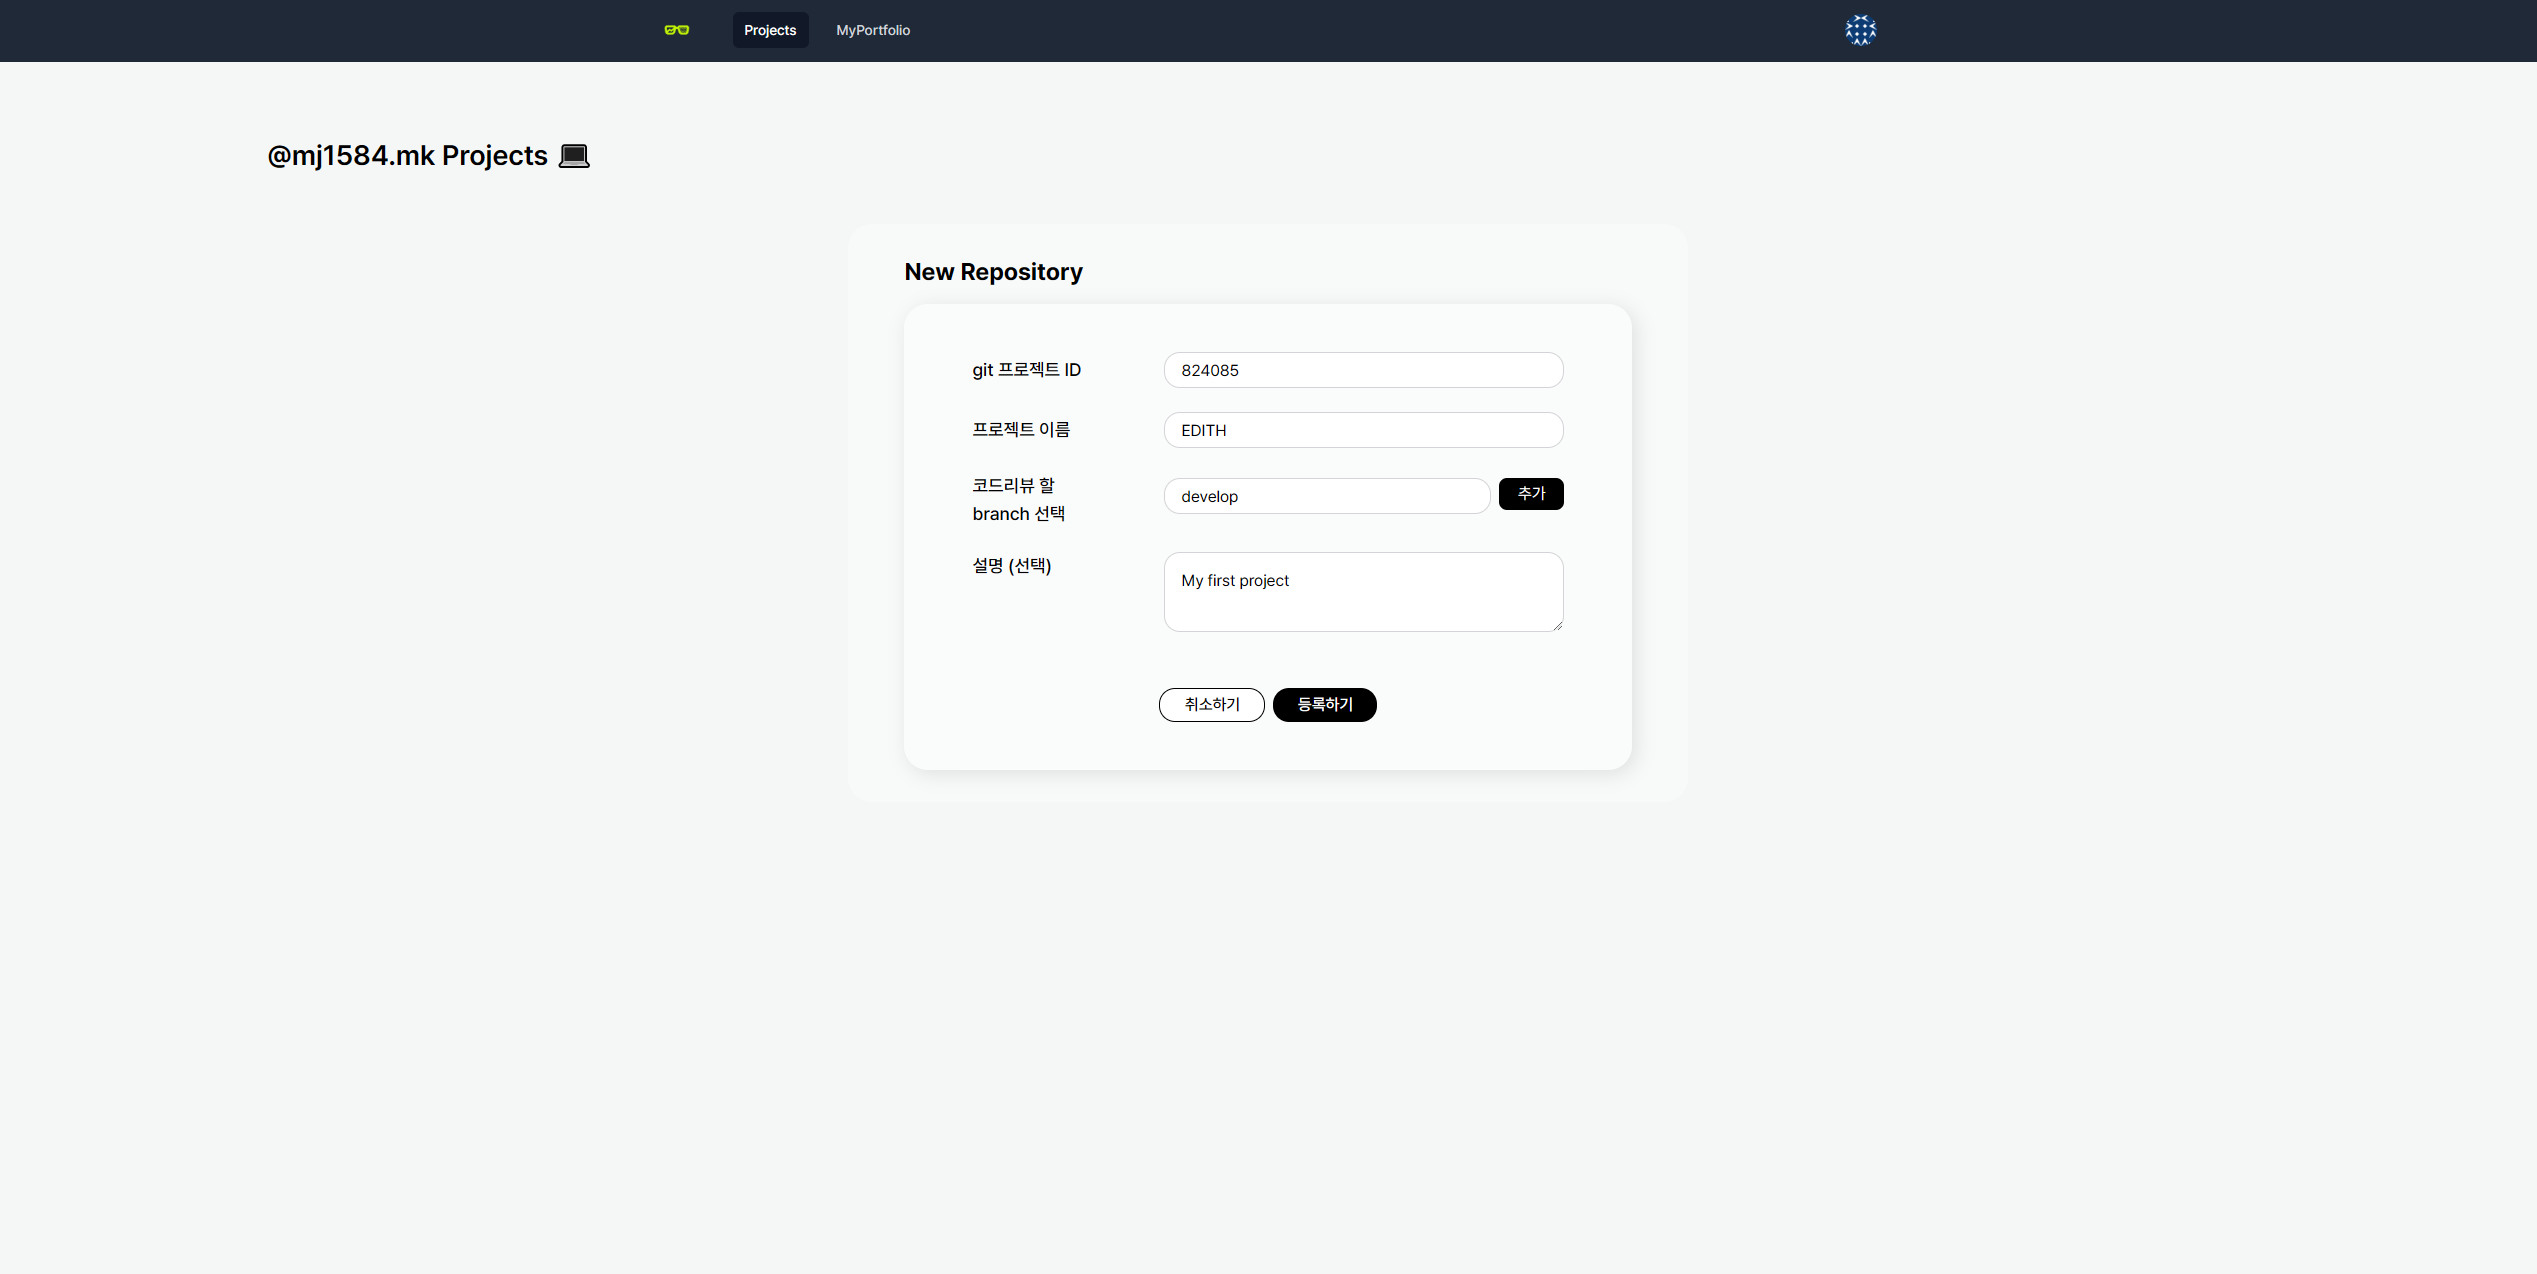 Projects
MyPortfolio
@mj1584.mk Projects 💻
New Repository
git 프로젝트 ID
824085
프로젝트 이름
EDITH
코드리뷰 할
branch 선택
develop
추가
설명 (선택)
My first project
취소하기
등록하기